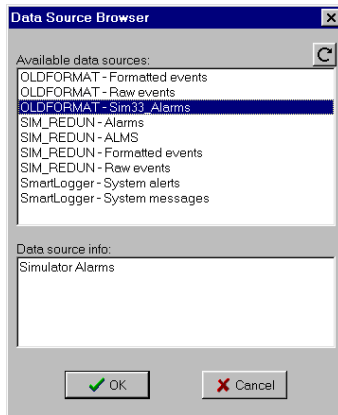 Data Source Browser
Available data sources:
OLDFORMAT - Formatted events
OLDFORMAT - Raw events
OLDFORMAT - Sim33_Alarms
SIM_REDUN - Alarms
SIM_REDUN - ALMS
SIM_REDUN - Formatted events
SIM_REDUN - Raw events
SmartLogger - System alerts
SmartLogger - System messages
Data source info:
Simulator Alarms
OK
Cancel